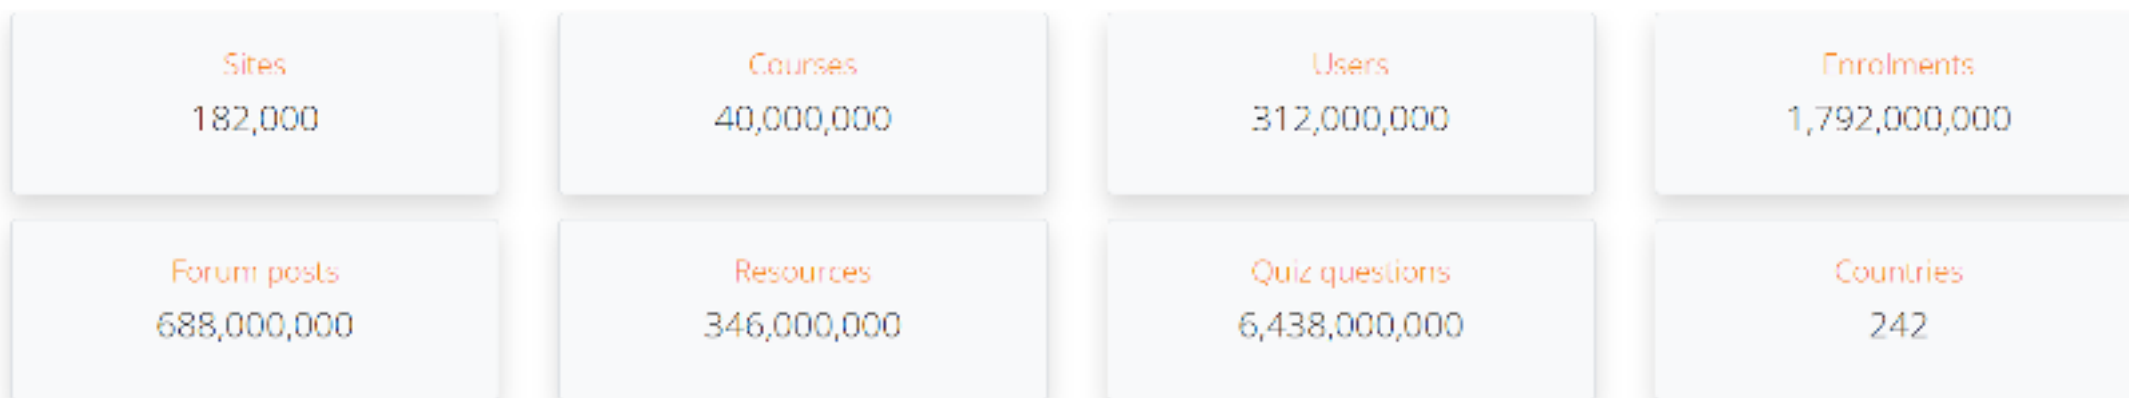 Sites
182,000
Courses
40,000,000
Users
312,000,000
Enrolments
1,792,000,000
Forum posts
688,000,000
Resources
346,000,000
Quiz questions
6,438,000,000
Countries
242